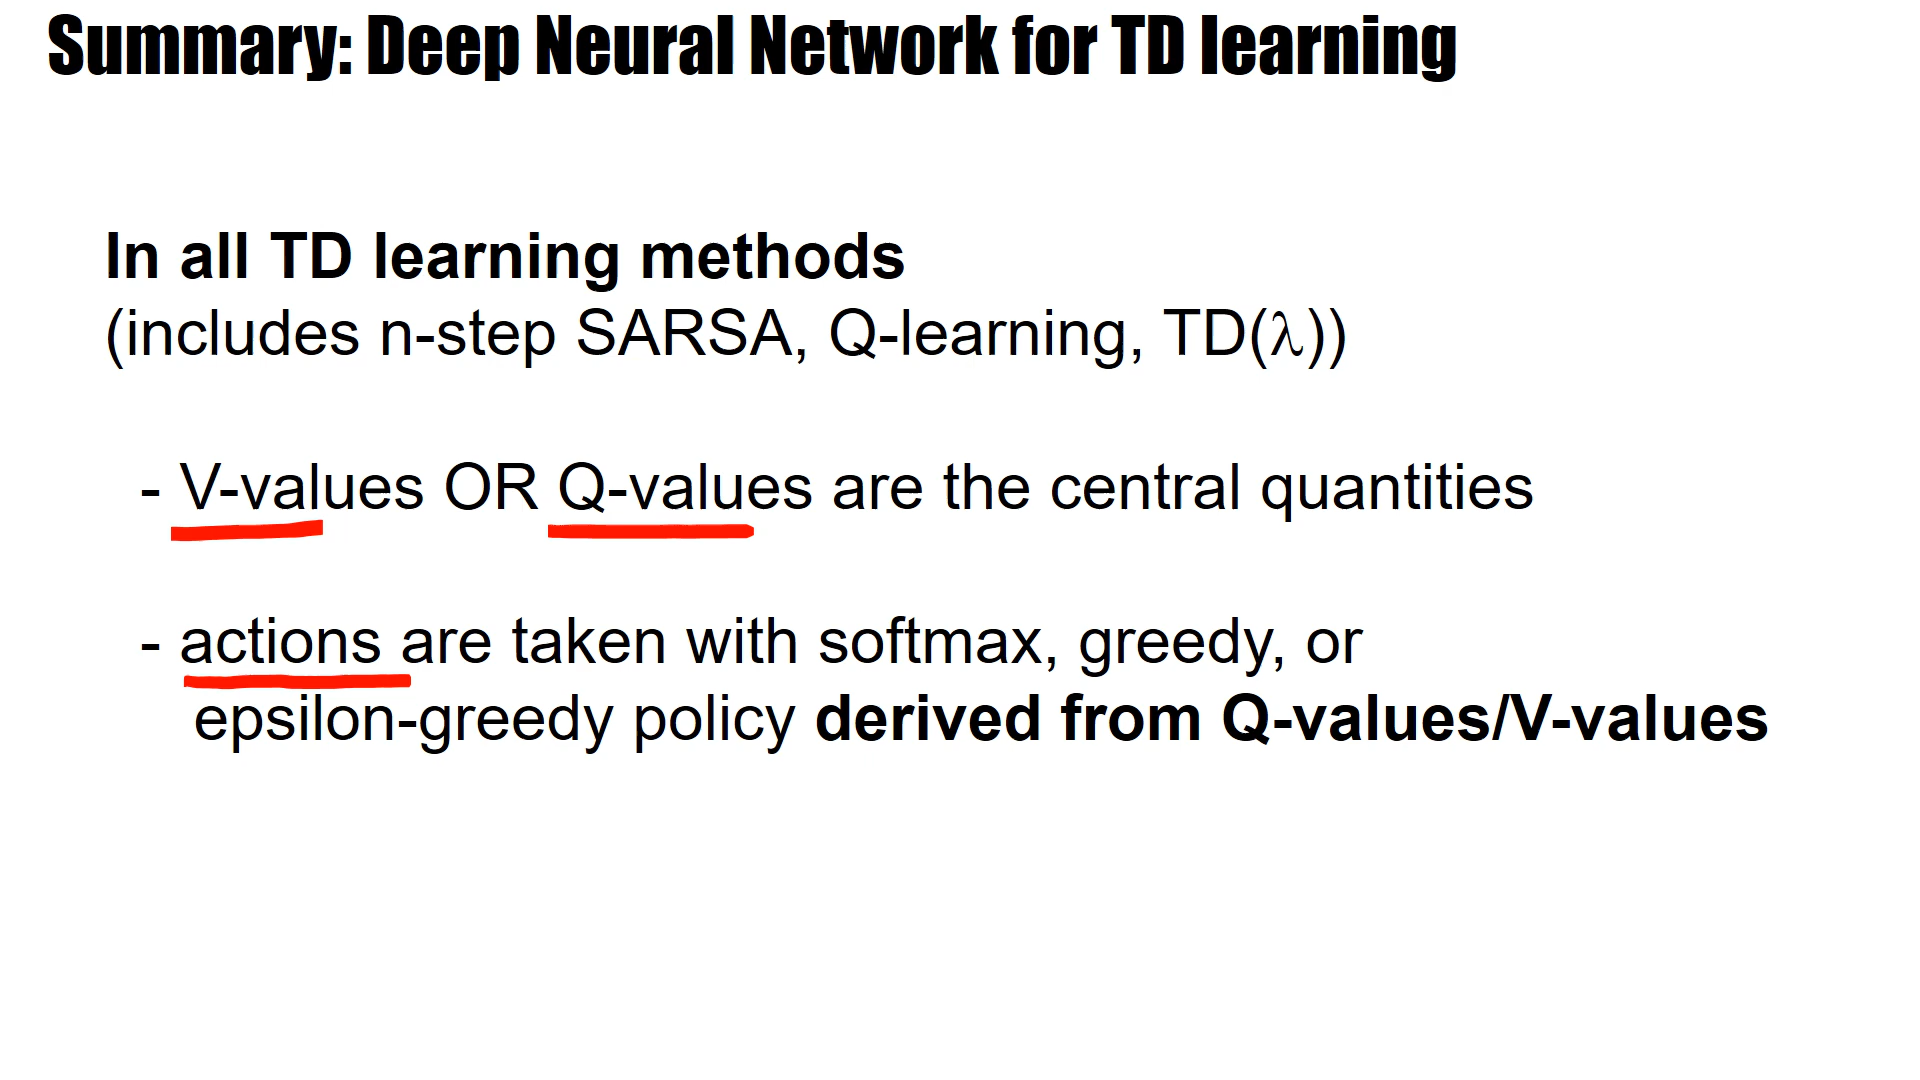 Summary: Deep Neural Network for TD learning
In all TD learning methods
(includes n-step SARSA, Q-learning, TD(λ))
- V-values OR Q-values are the central quantities
- actions are taken with softmax, greedy, or
epsilon-greedy policy derived from Q-values/V-values